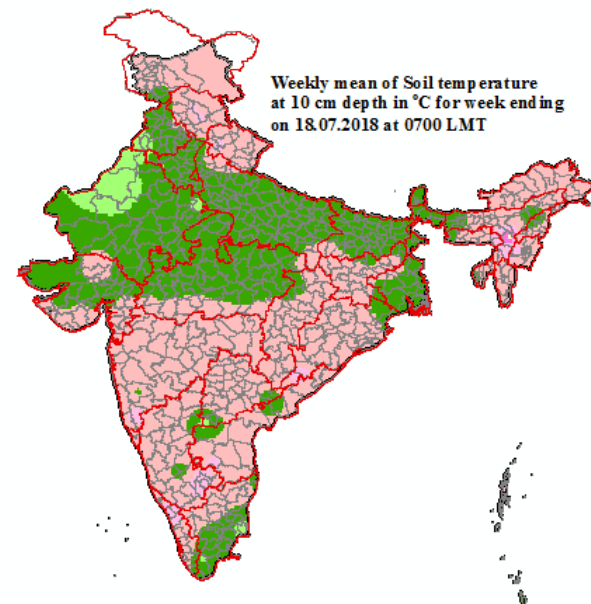 Weekly mean of Soil temperature
at 10 cm depth in °C for week ending
on 18.07.2018 at 0700 LMT